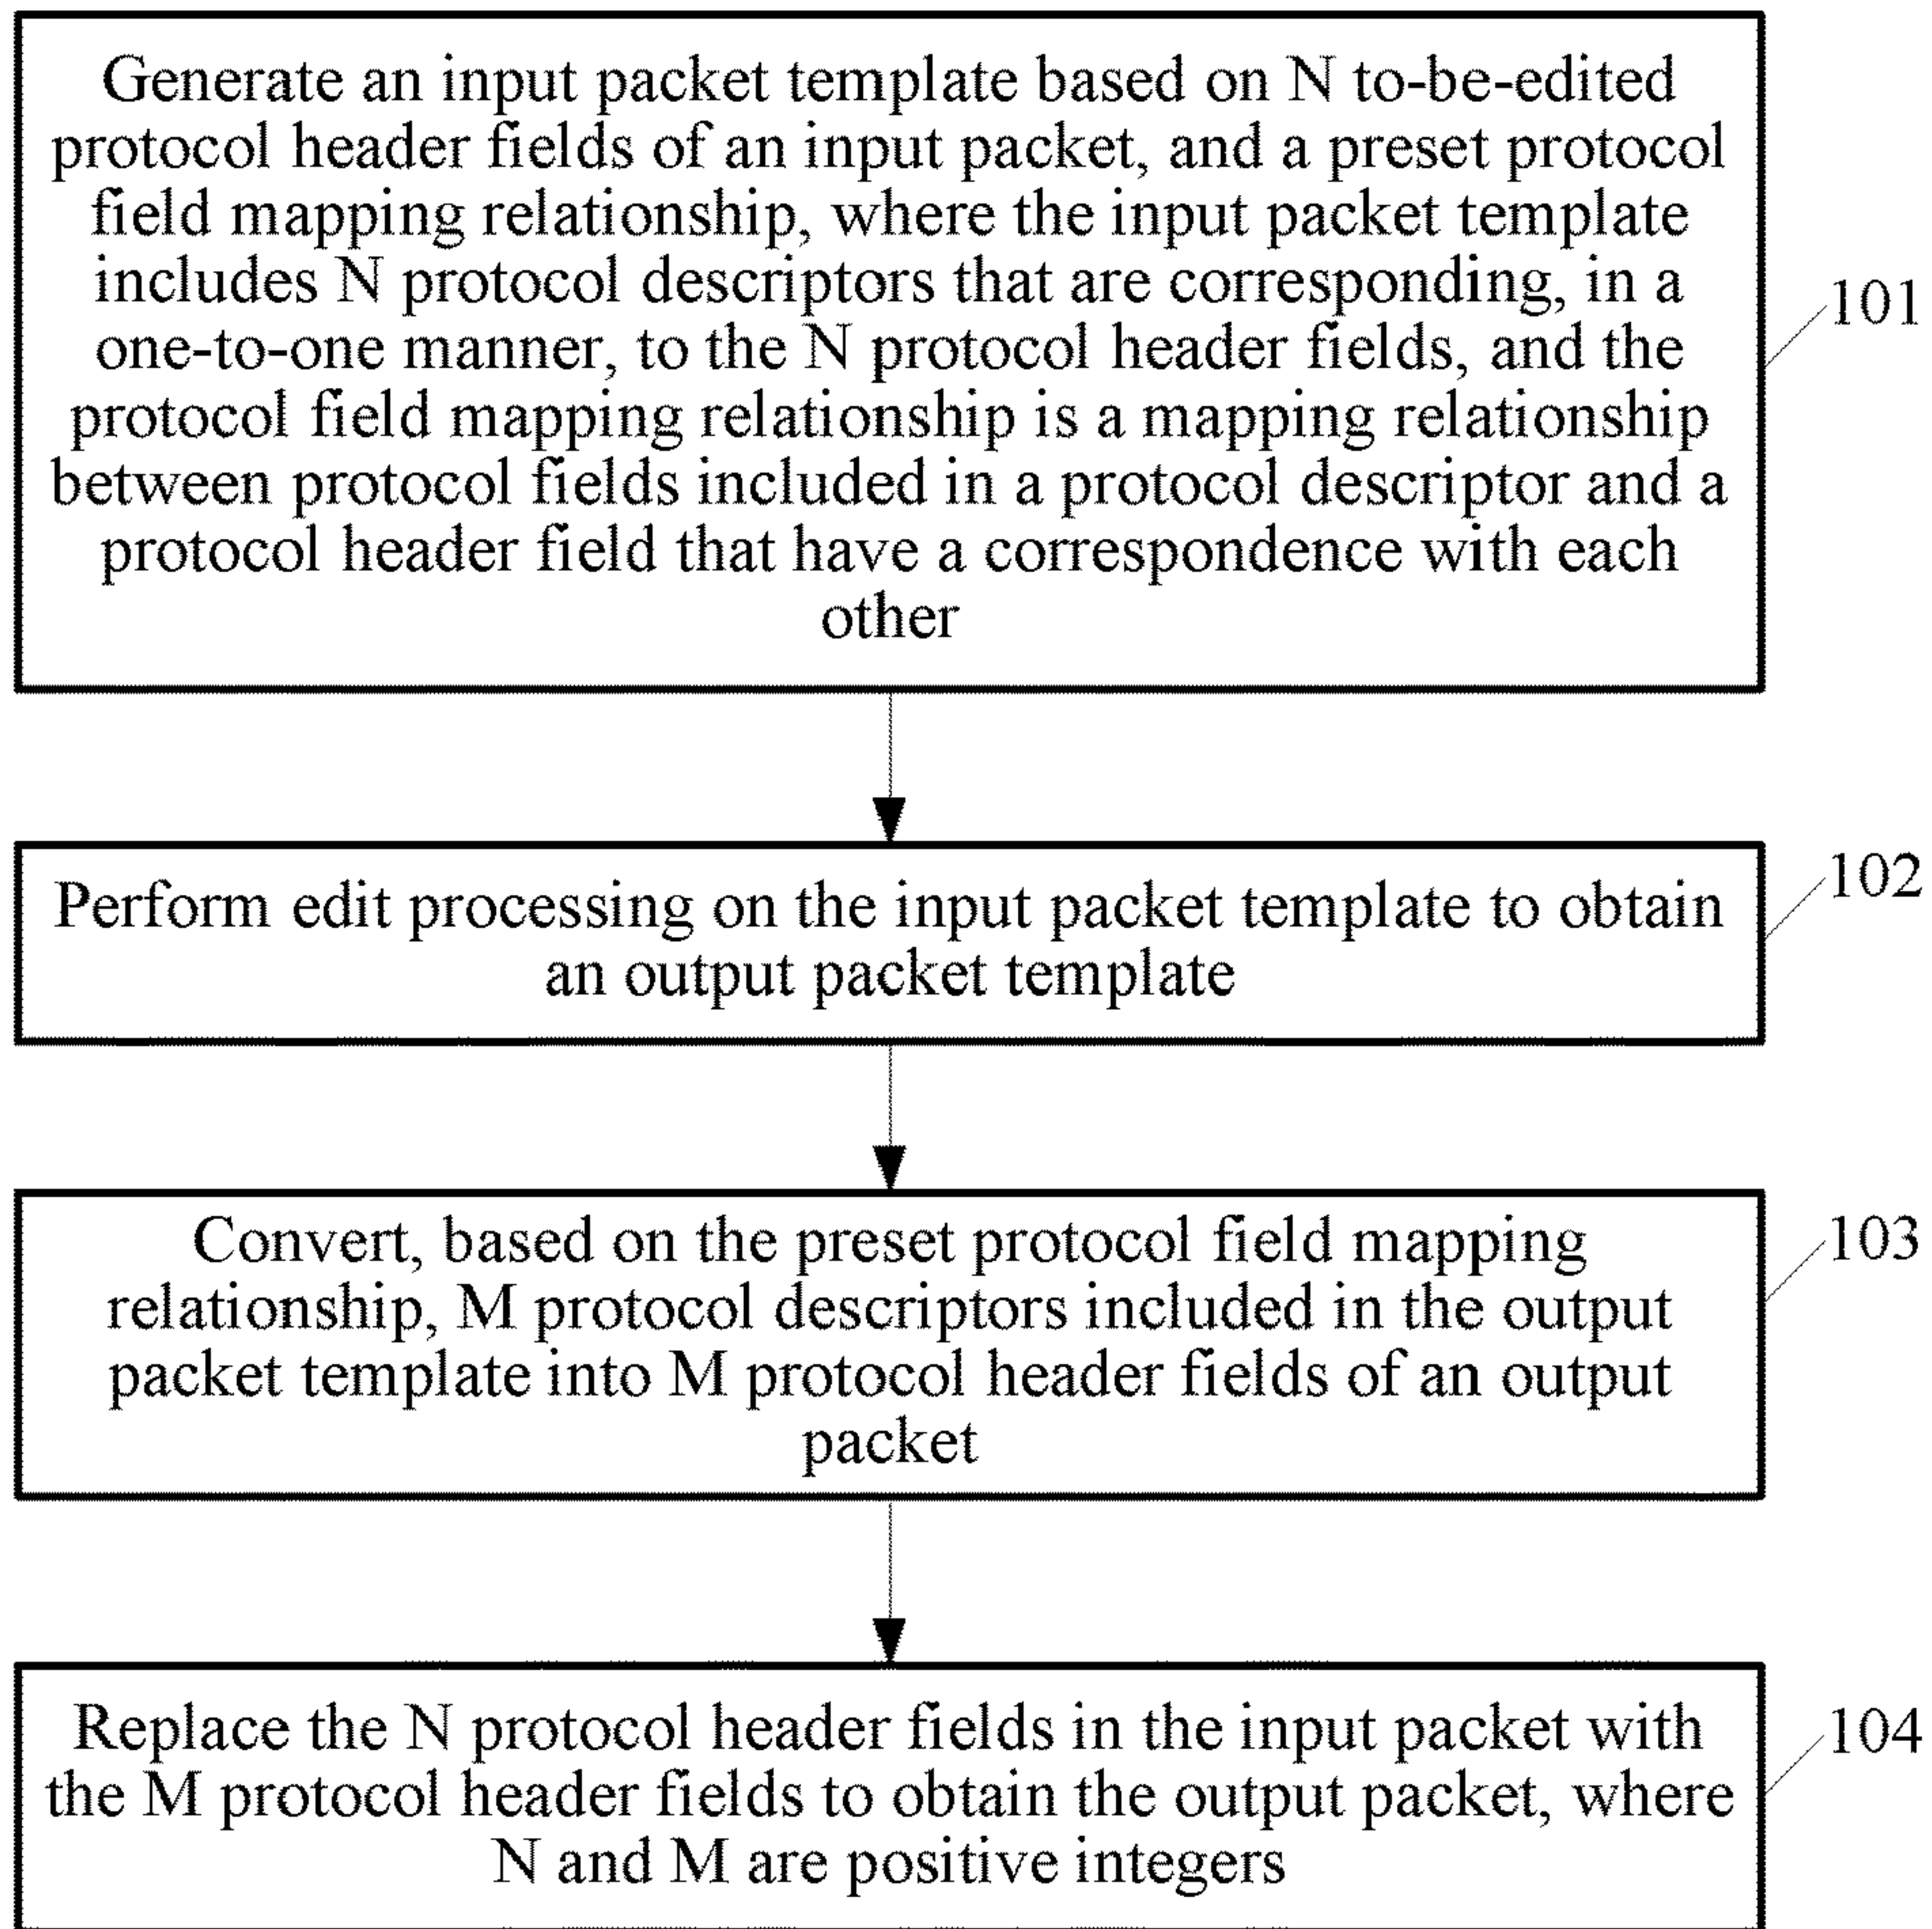 Generate an input packet template based on N to-be-edited
protocol header fields of an input packet, and a preset protocol
field mapping relationship, where the input packet template
includes N protocol descriptors that are corresponding, in a
one-to-one manner, to the N protocol header fields, and the
protocol field mapping relationship is a mapping relationship
between protocol fields included in a protocol descriptor and a
protocol header field that have a correspondence with each
other
101
Perform edit processing on the input packet template to obtain
an output packet template
102
Convert, based on the preset protocol field mapping
relationship, M protocol descriptors included in the output
packet template into M protocol header fields of an output
packet
103
Replace the N protocol header fields in the input packet with
the M protocol header fields to obtain the output packet, where
N and M are positive integers
104